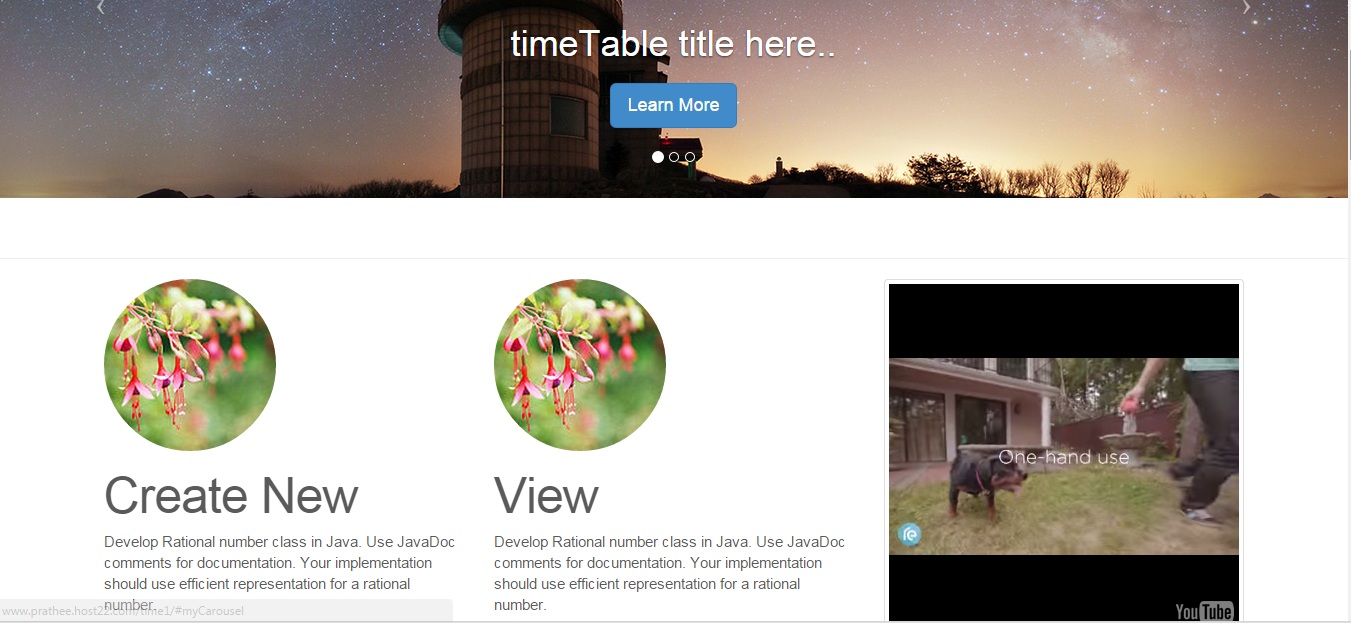 timeTable title here..
Learn More
One-hand use
YouTube
Create New
Develop Rational number class in Java. Use JavaDoc
comments for documentation. Your implementation
should use efficient representation for a rational
number.
View
Develop Rational number class in Java. Use JavaDoc
comments for documentation. Your implementation
should use efficient representation for a rational
number.
www.prathee.host22.com/time1/#myCarousel